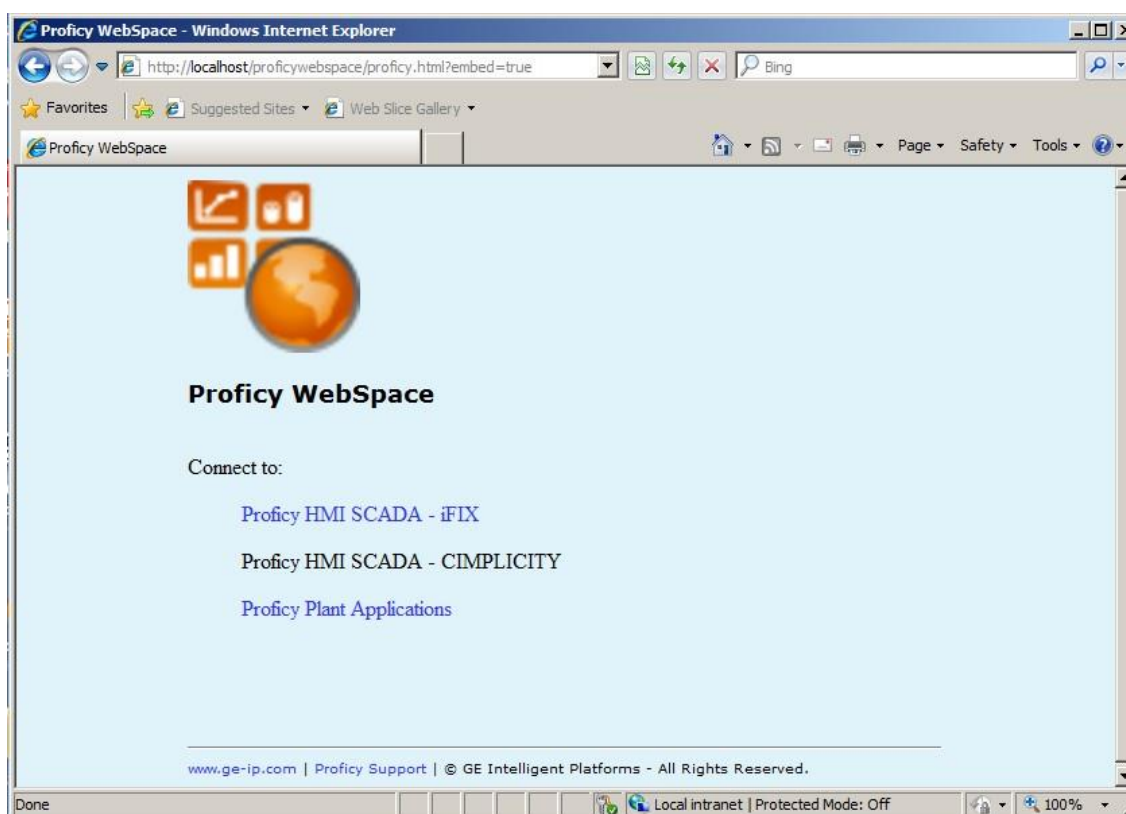 Proficy WebSpace - Windows Internet Explorer
http://localhost/proficywebspace/proficy.html?embed=true
Bing
Favorites
Suggested Sites
Web Slice Gallery
Proficy WebSpace
Page
Safety
Tools
Proficy WebSpace
Connect to:
Proficy HMI SCADA - iFIX
Proficy HMI SCADA - CIMPLICITY
Proficy Plant Applications
www.ge-ip.com | Proficy Support | © GE Intelligent Platforms - All Rights Reserved.
Done
Local intranet | Protected Mode: Off
100%